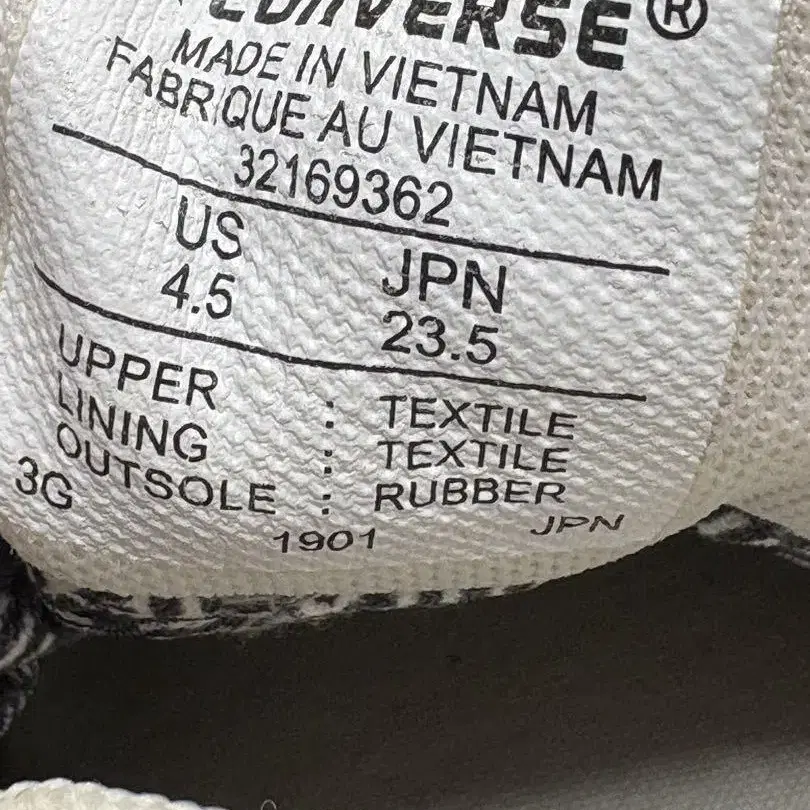 CONVERSE®
MADE IN VIETNAM
FABRIQUE AU VIETNAM
32169362
US JPN
4.5 23.5
UPPER : TEXTILE
LINING : TEXTILE
OUTSOLE : RUBBER
3G 1901 JPN